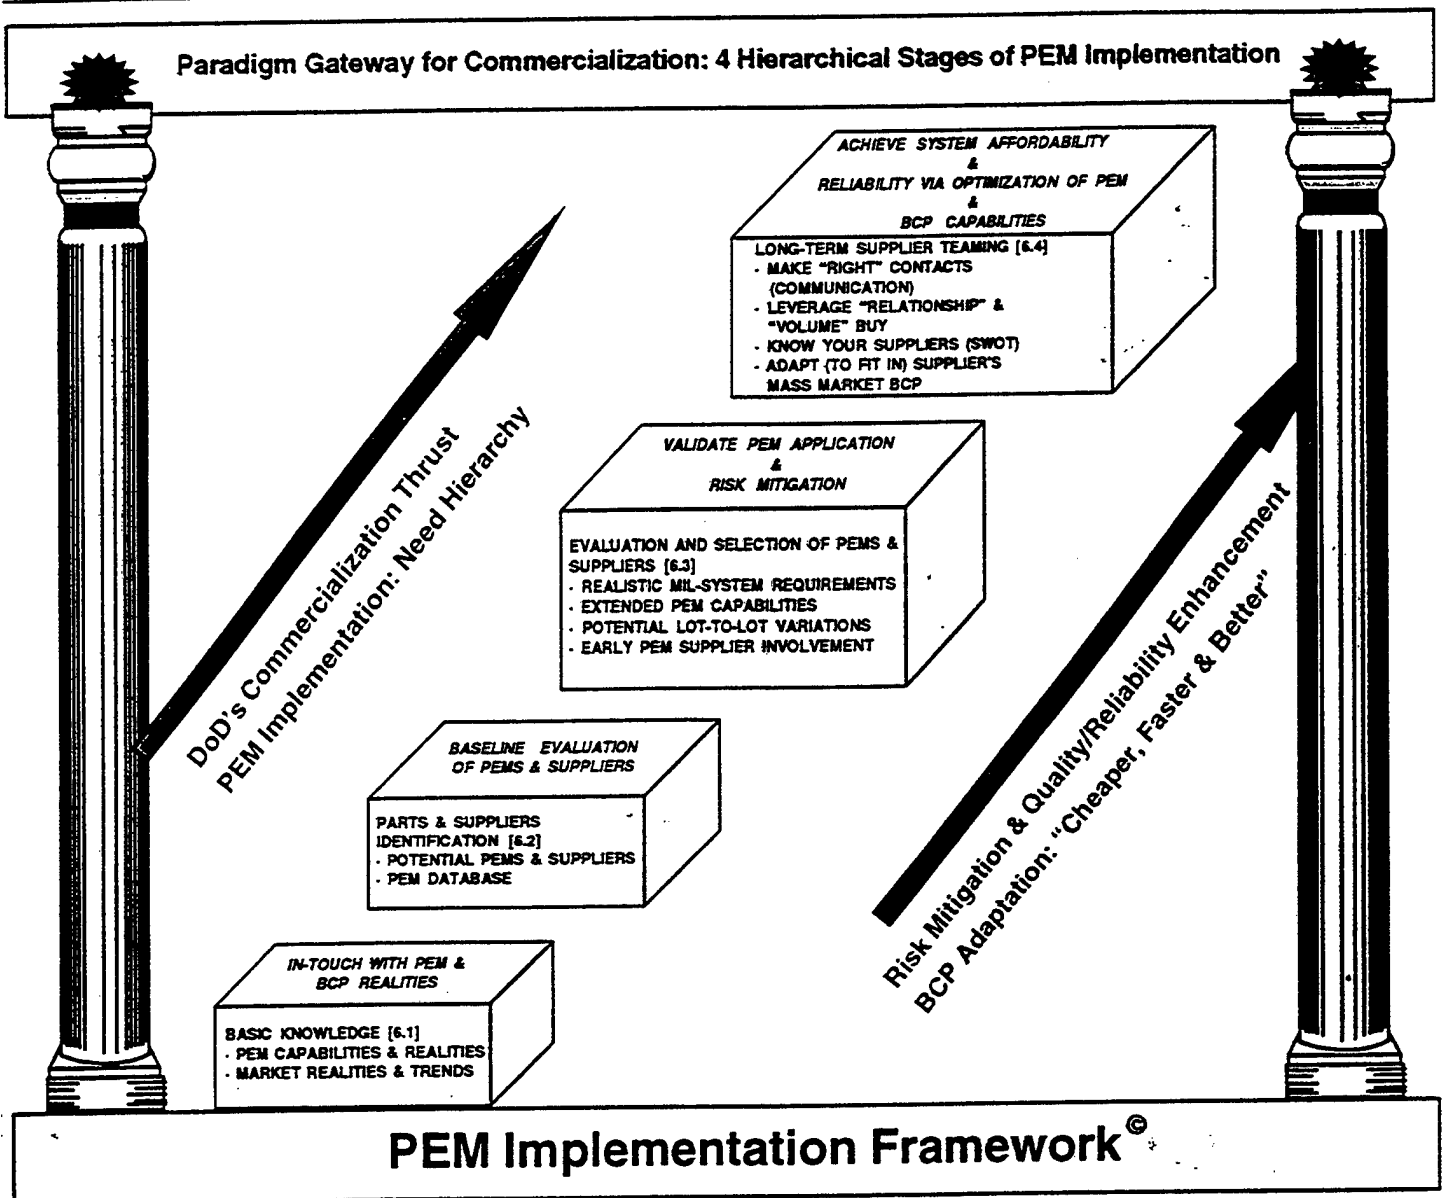 Paradigm Gateway for Commercialization: 4 Hierarchical Stages of PEM Implementation
ACHIEVE SYSTEM AFFORDABILITY
&
RELIABILITY VIA OPTIMIZATION OF PEM
&
BCP CAPABILITIES
LONG-TERM SUPPLIER TEAMING [6.4]
- MAKE "RIGHT" CONTACTS
(COMMUNICATION)
- LEVERAGE "RELATIONSHIP" &
"VOLUME" BUY
- KNOW YOUR SUPPLIERS (SWOT)
- ADAPT (TO FIT IN) SUPPLIER'S
MASS MARKET BCP
DoD's Commercialization Thrust
PEM Implementation: Need Hierarchy
VALIDATE PEM APPLICATION
&
RISK MITIGATION
EVALUATION AND SELECTION OF PEMS &
SUPPLIERS [6.3]
- REALISTIC MIL-SYSTEM REQUIREMENTS
- EXTENDED PEM CAPABILITIES
- POTENTIAL LOT-TO-LOT VARIATIONS
- EARLY PEM SUPPLIER INVOLVEMENT
Risk Mitigation & Quality/Reliability Enhancement
BCP Adaptation: "Cheaper, Faster & Better"
BASELINE EVALUATION
OF PEMS & SUPPLIERS
PARTS & SUPPLIERS
IDENTIFICATION [6.2]
- POTENTIAL PEMS & SUPPLIERS
- PEM DATABASE
IN-TOUCH WITH PEM &
BCP REALITIES
BASIC KNOWLEDGE [6.1]
- PEM CAPABILITIES & REALITIES
- MARKET REALITIES & TRENDS
PEM Implementation Framework©